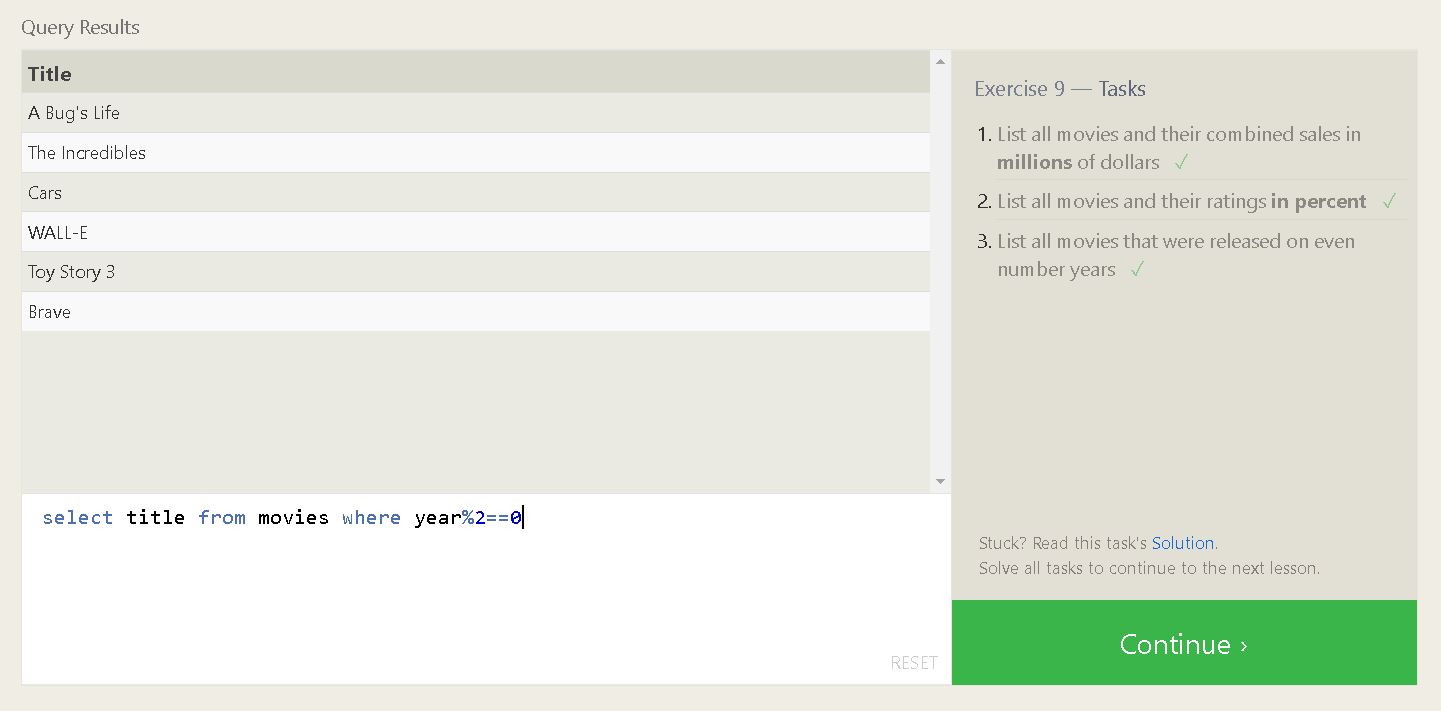 Query Results
Title
A Bug's Life
The Incredibles
Cars
WALL-E
Toy Story 3
Brave
select title from movies where year%2==0
RESET
Exercise 9 — Tasks
1. List all movies and their combined sales in
millions of dollars ✓
2. List all movies and their ratings in percent ✓
3. List all movies that were released on even
number years ✓
Stuck? Read this task's Solution.
Solve all tasks to continue to the next lesson.
Continue ›